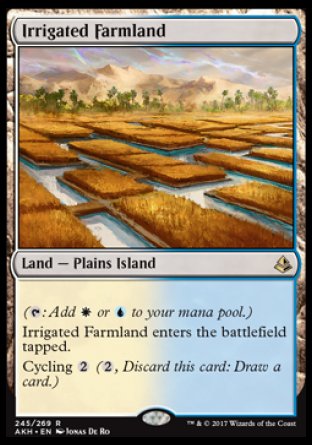 Irrigated Farmland
Land — Plains Island
(: Add or to your mana pool.)
Irrigated Farmland enters the battlefield
tapped.
Cycling 2 (2, Discard this card: Draw a
card.)
245/269 R
AKH • EN Jonas De Ro
™ & © 2017 Wizards of the Coast